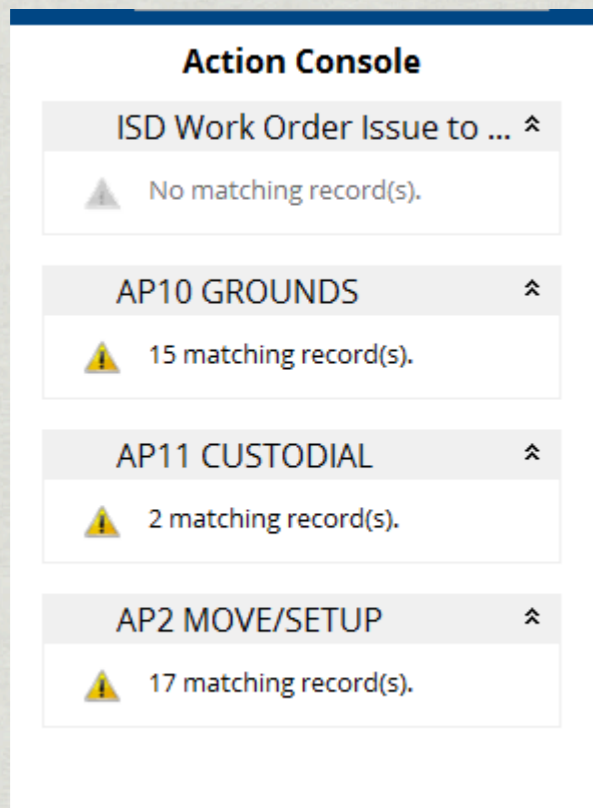 Action Console
ISD Work Order Issue to ...
No matching record(s).
AP10 GROUNDS
15 matching record(s).
AP11 CUSTODIAL
2 matching record(s).
AP2 MOVE/SETUP
17 matching record(s).